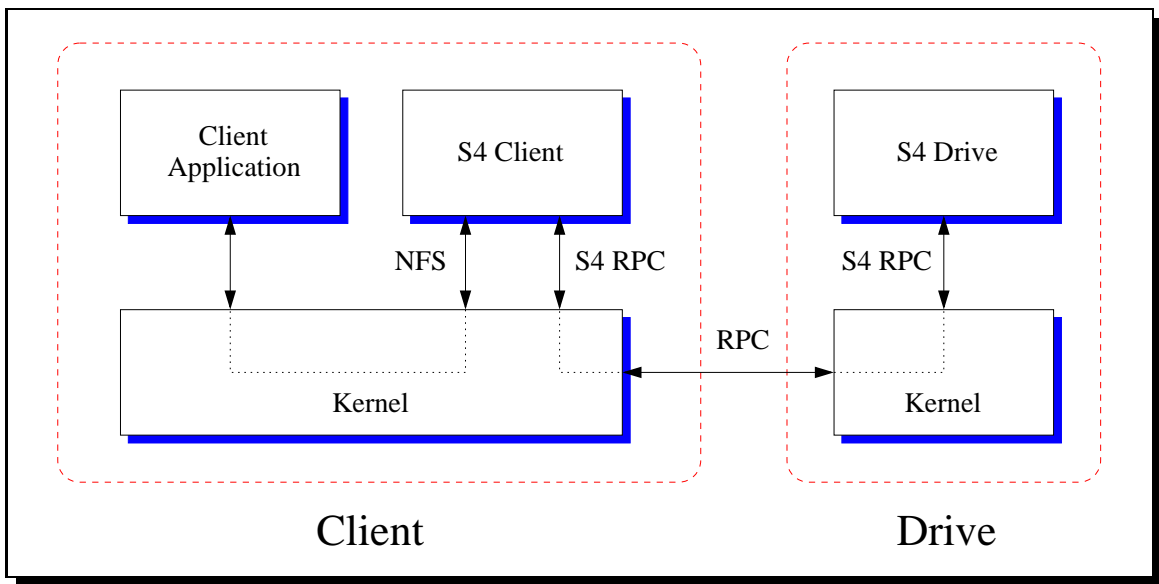 Client
Application
S4 Client
S4 Drive
NFS
S4 RPC
S4 RPC
RPC
Kernel
Kernel
Client
Drive